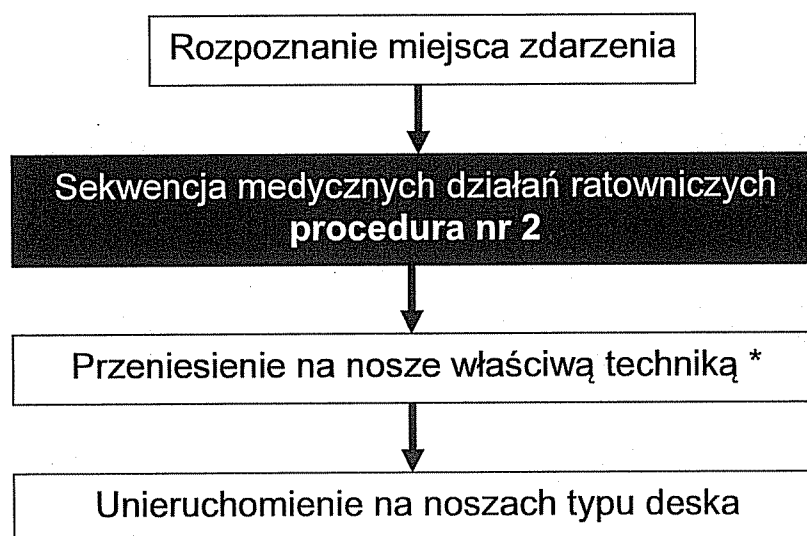 Rozpoznanie miejsca zdarzenia
Sekwencja medycznych działań ratowniczych
procedura nr 2
Przeniesienie na nosze właściwą techniką *
Unieruchomienie na noszach typu deska